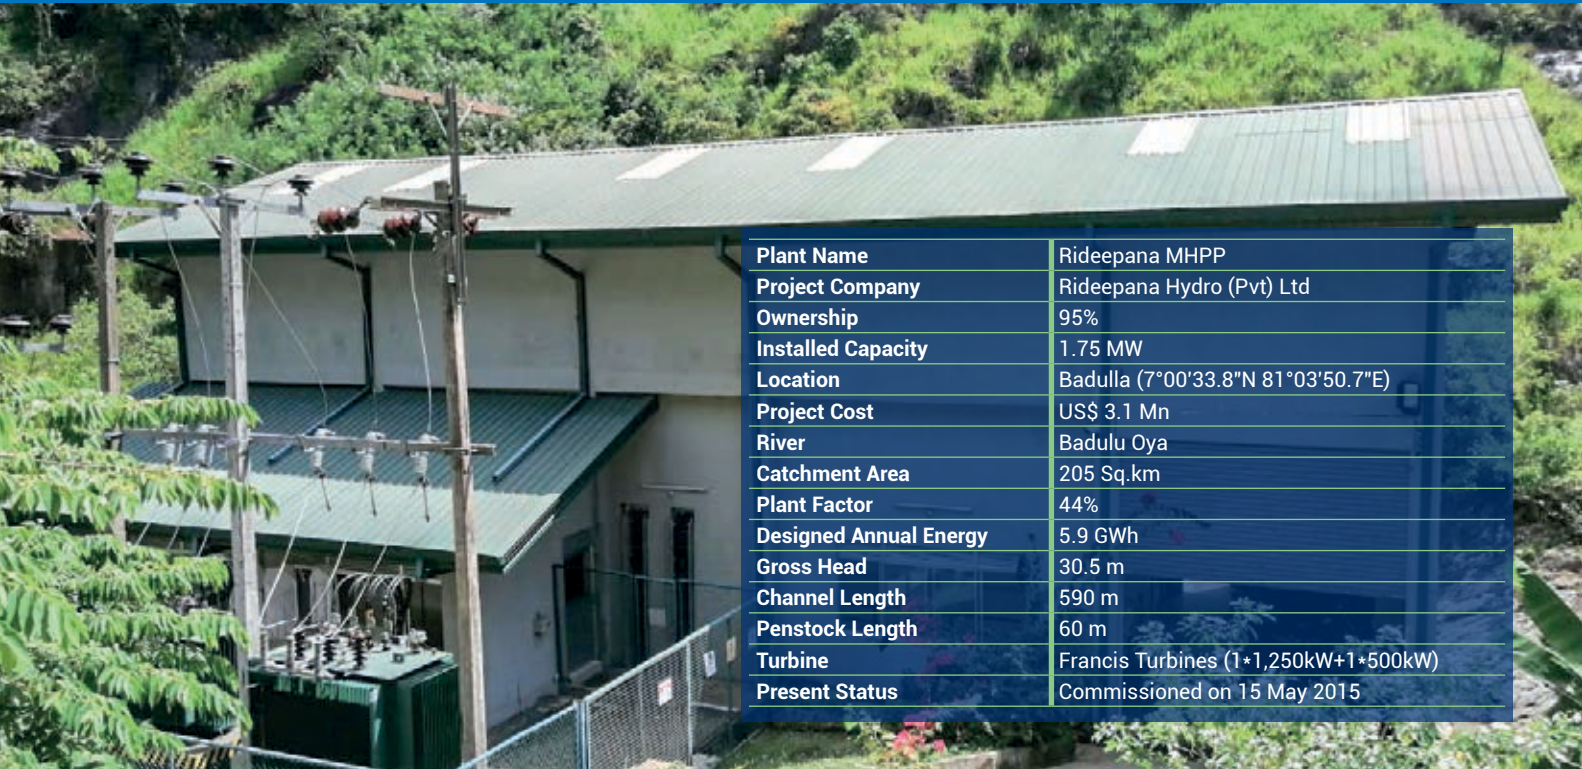 Plant Name Rideepana MHPP
Project Company Rideepana Hydro (Pvt) Ltd
Ownership 95%
Installed Capacity 1.75 MW
Location Badulla (7°00'33.8"N 81°03'50.7"E)
Project Cost US$ 3.1 Mn
River Badulu Oya
Catchment Area 205 Sq.km
Plant Factor 44%
Designed Annual Energy 5.9 GWh
Gross Head 30.5 m
Channel Length 590 m
Penstock Length 60 m
Turbine Francis Turbines (1*1,250kW+1*500kW)
Present Status Commissioned on 15 May 2015